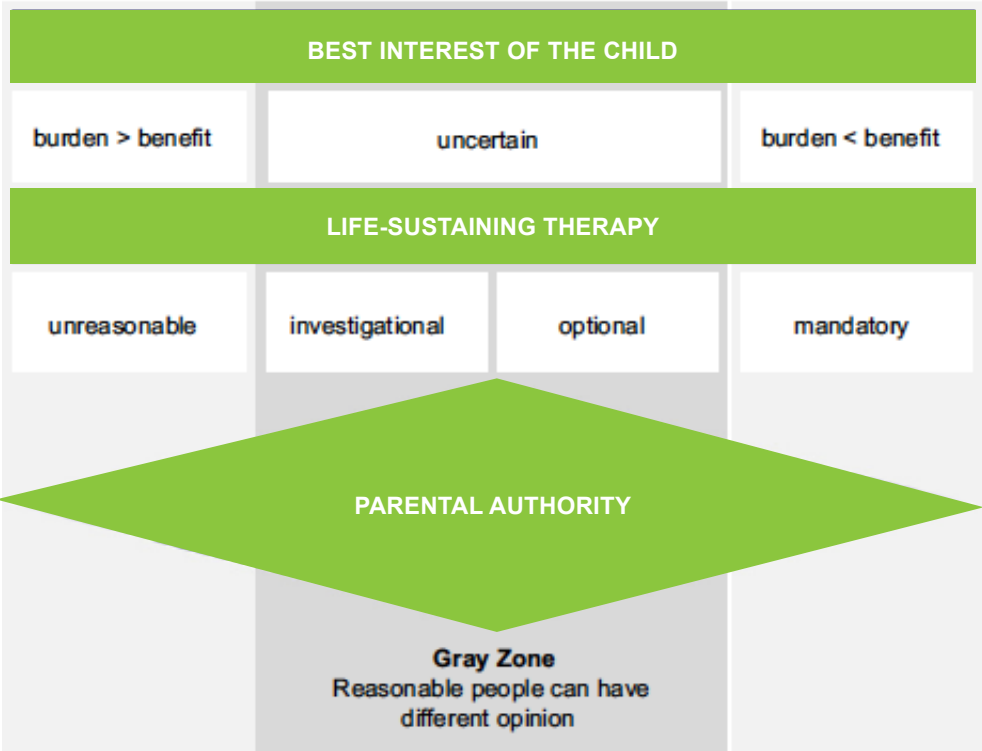 BEST INTEREST OF THE CHILD
burden > benefit
uncertain
burden < benefit
LIFE-SUSTAINING THERAPY
unreasonable
investigational
optional
mandatory
PARENTAL AUTHORITY
Gray Zone
Reasonable people can have
different opinion